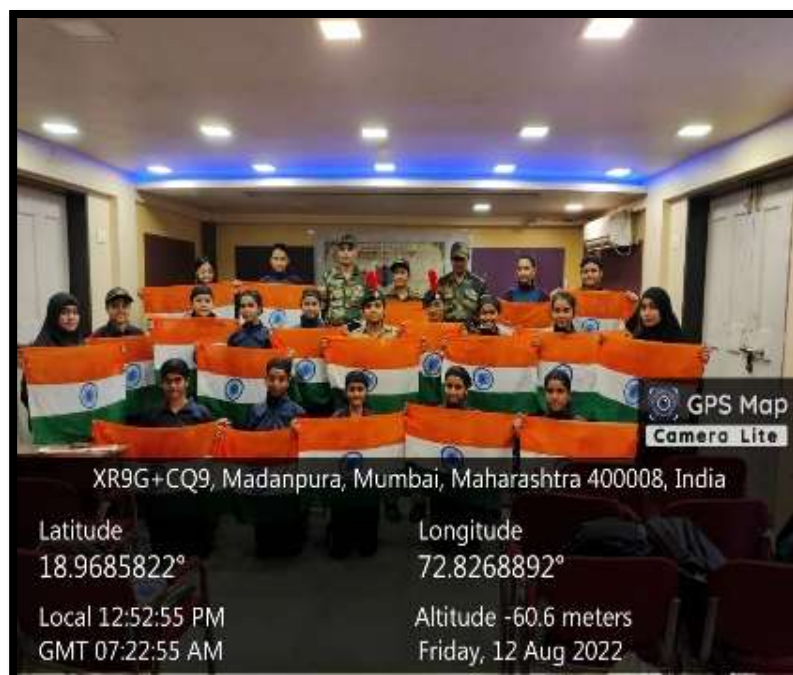 GPS Map
Camera Lite
XR9G+CQ9, Madanpura, Mumbai, Maharashtra 400008, India
Latitude
18.9685822°
Longitude
72.8268892°
Local 12:52:55 PM
GMT 07:22:55 AM
Altitude -60.6 meters
Friday, 12 Aug 2022